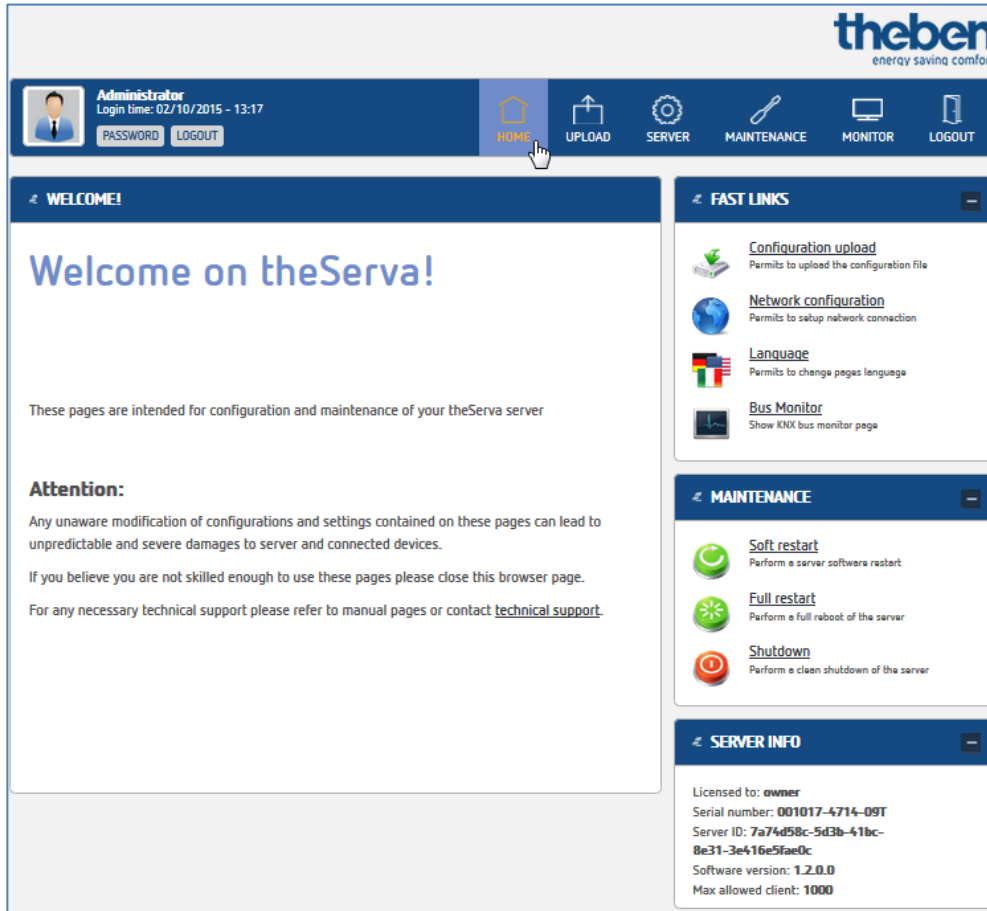 theben
energy saving comfort
Administrator
Login time: 02/10/2015 - 13:17
PASSWORD LOGOUT
HOME UPLOAD SERVER MAINTENANCE MONITOR LOGOUT
WELCOME!
Welcome on theServa!
These pages are intended for configuration and maintenance of your theServa server
Attention:
Any unaware modification of configurations and settings contained on these pages can lead to
unpredictable and severe damages to server and connected devices.
If you believe you are not skilled enough to use these pages please close this browser page.
For any necessary technical support please refer to manual pages or contact technical support.
FAST LINKS
Configuration upload
Permits to upload the configuration file
Network configuration
Permits to setup network connection
Language
Permits to change pages language
Bus Monitor
Show KNX bus monitor page
MAINTENANCE
Soft restart
Perform a server software restart
Full restart
Perform a full reboot of the server
Shutdown
Perform a clean shutdown of the server
SERVER INFO
Licensed to: owner
Serial number: 001017-4714-09T
Server ID: 7a74d58c-5d3b-41bc-
8e31-3e416e5fae0c
Software version: 1.2.0.0
Max allowed client: 1000